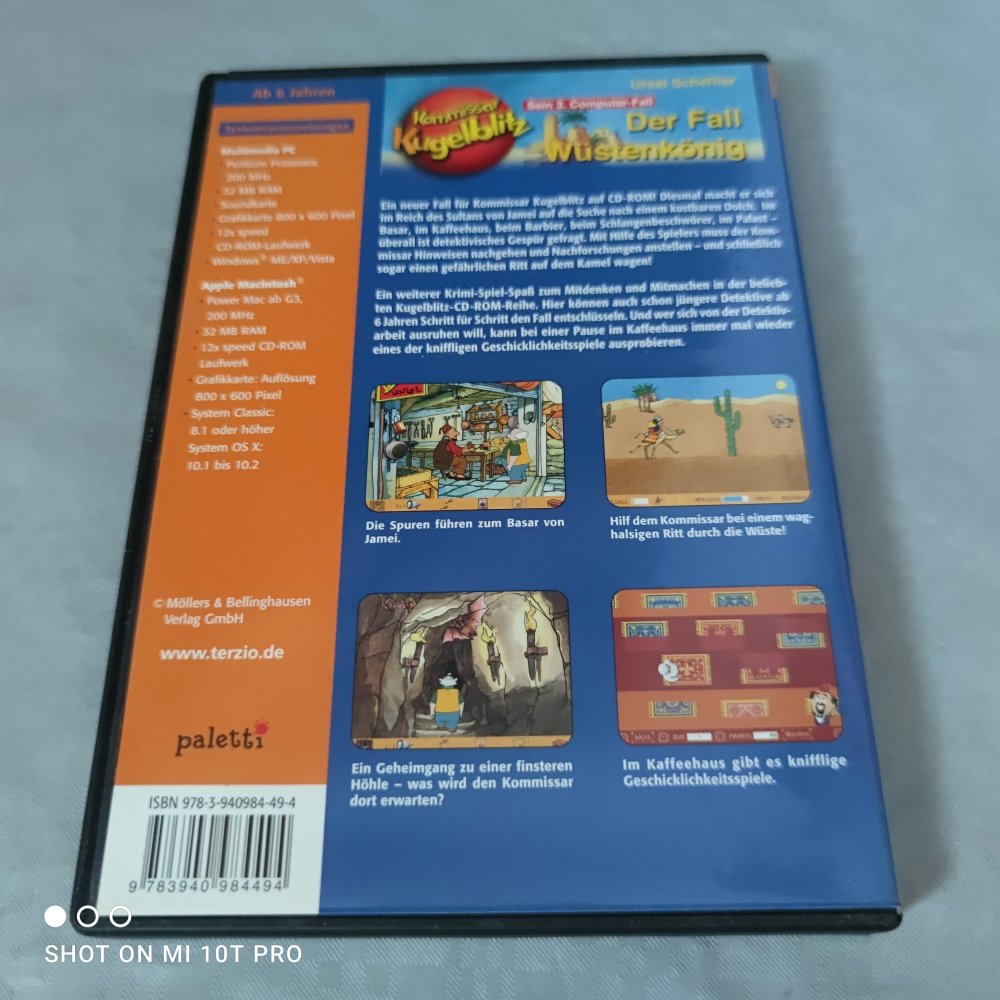 Ab 6 Jahren
Systemvoraussetzungen
Multimedia PC
· Pentium Prozessor,
200 MHz
· 32 MB RAM
· Soundkarte
· Grafikkarte 800 x 600 Pixel
· 12x speed
CD-ROM-Laufwerk
· Windows® ME/XP/Vista
Apple Macintosh®
· Power Mac ab G3,
200 MHz
· 32 MB RAM
· 12x speed CD-ROM
Laufwerk
· Grafikkarte: Auflösung
800 x 600 Pixel
· System Classic:
8.1 oder höher
System OS X:
10.1 bis 10.2
© Möllers & Bellinghausen
Verlag GmbH
www.terzio.de
paletti
ISBN 978-3-940984-49-4
9 783940 984494
Ursel Scheffler
Kommissar
Kugelblitz
Sein 3. Computer-Fall
Der Fall
Wüstenkönig
Ein neuer Fall für Kommissar Kugelblitz auf CD-ROM! Diesmal macht er sich
im Reich des Sultans von Jamei auf die Suche nach einem kostbaren Dolch. Im
Basar, im Kaffeehaus, beim Barbier, beim Schlangenbeschwörer, im Palast –
überall ist detektivisches Gespür gefragt. Mit Hilfe des Spielers muss der Kom-
missar Hinweisen nachgehen und Nachforschungen anstellen – und schließlich
sogar einen gefährlichen Ritt auf dem Kamel wagen!
Ein weiterer Krimi-Spiel-Spaß zum Mitdenken und Mitmachen in der belieb-
ten Kugelblitz-CD-ROM-Reihe. Hier können auch schon jüngere Detektive ab
6 Jahren Schritt für Schritt den Fall entschlüsseln. Und wer sich von der Detektiv-
arbeit ausruhen will, kann bei einer Pause im Kaffeehaus immer mal wieder
eines der kniffligen Geschicklichkeitsspiele ausprobieren.
Die Spuren führen zum Basar von
Jamei.
Hilf dem Kommissar bei einem wag-
halsigen Ritt durch die Wüste!
Ein Geheimgang zu einer finsteren
Höhle – was wird den Kommissar
dort erwarten?
Im Kaffeehaus gibt es knifflige
Geschicklichkeitsspiele.
SHOT ON MI 10T PRO